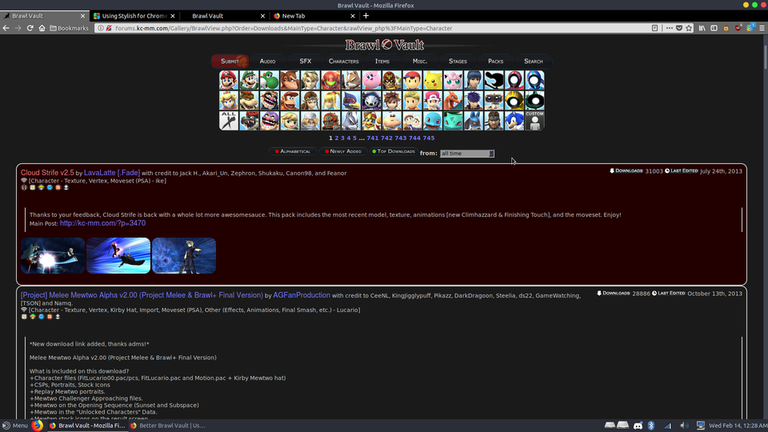 Brawl Vault - Mozilla Firefox
Brawl Vault
Using Stylish for Chrom
Brawl Vault
New Tab
forums.kc-mm.com/Gallery/BrawlView.php?Order=Downloads&MainType=Character&rawlView_php%3FMainType=Character
Search
Bookmarks
Brawl Vault
Submit
Audio
SFX
Characters
Items
Misc.
Stages
Packs
Search
ALL
CUSTOM
1 2 3 4 5 ... 741 742 743 744 745
Alphabetical
Newly Added
Top Downloads
from:
all time
Cloud Strife v2.5 by LavaLatte [.Fade] with credit to Jack H., Akari_Un, Zephron, Shukaku, Canon98, and Feanor
Downloads 31003 Last Edited July 24th, 2013
[Character - Texture, Vertex, Moveset (PSA) - Ike]
Thanks to your feedback, Cloud Strife is back with a whole lot more awesomesauce. This pack includes the most recent model, texture, animations [new Climhazzard & Finishing Touch], and the moveset. Enjoy!
Main Post: http://kc-mm.com/?p=3470
[Project] Melee Mewtwo Alpha v2.00 (Project Melee & Brawl+ Final Version) by AGFanProduction with credit to CeeNL, KingJigglypuff, Pikazz, DarkDragoon, Steelia, ds22, GameWatching,
[TSON] and Namq.
Downloads 28886 Last Edited October 13th, 2013
[Character - Texture, Vertex, Kirby Hat, Import, Moveset (PSA), Other (Effects, Animations, Final Smash, etc.) - Lucario]
*New download link added, thanks adms!*
Melee Mewtwo Alpha v2.00 (Project Melee & Brawl+ Final Version)
What is Included on this download?
+Character Files (FitLucario00.pac/pcs, FitLucario.pac and Motion.pac + Kirby Mewtwo hat)
+CSPs, Portraits, Stock Icons
+Replay Mewtwo portraits.
+Mewtwo Challenger Approaching files.
+Mewtwo on the Opening Sequence (Sunset and Subspace)
+Mewtwo in the "Unlocked Characters" Data.
+Mewtwo stock icons on the result screen
Menu
Brawl Vault - Mozilla Fi...
Better Brawl Vault | Us...
Wed Feb 14, 12:28 AM